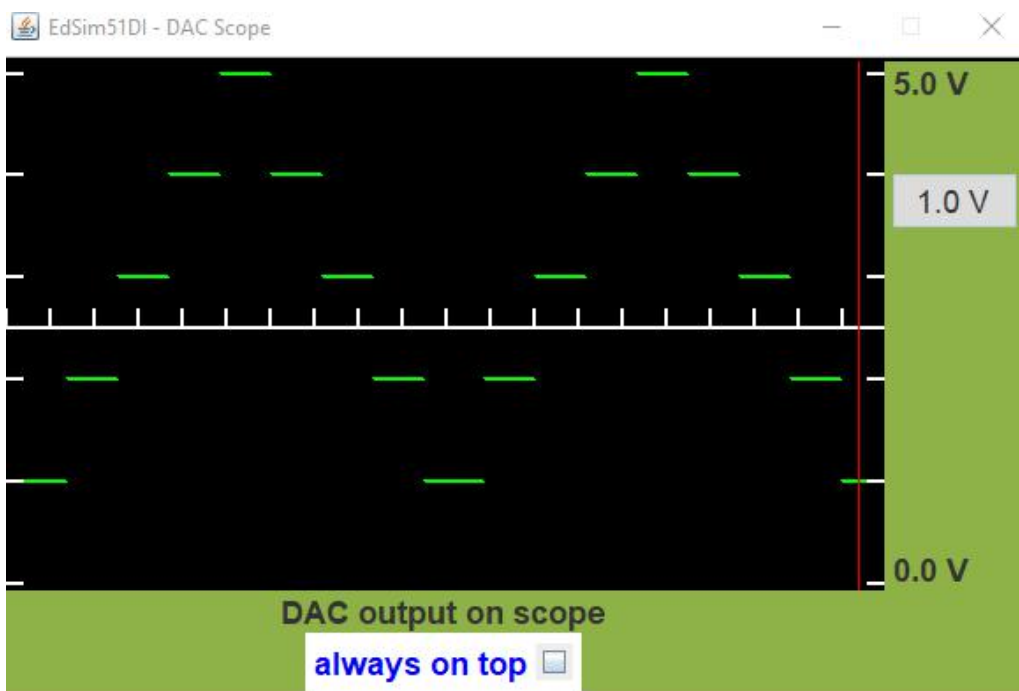 EdSim51DI - DAC Scope
5.0 V
1.0 V
0.0 V
DAC output on scope
always on top